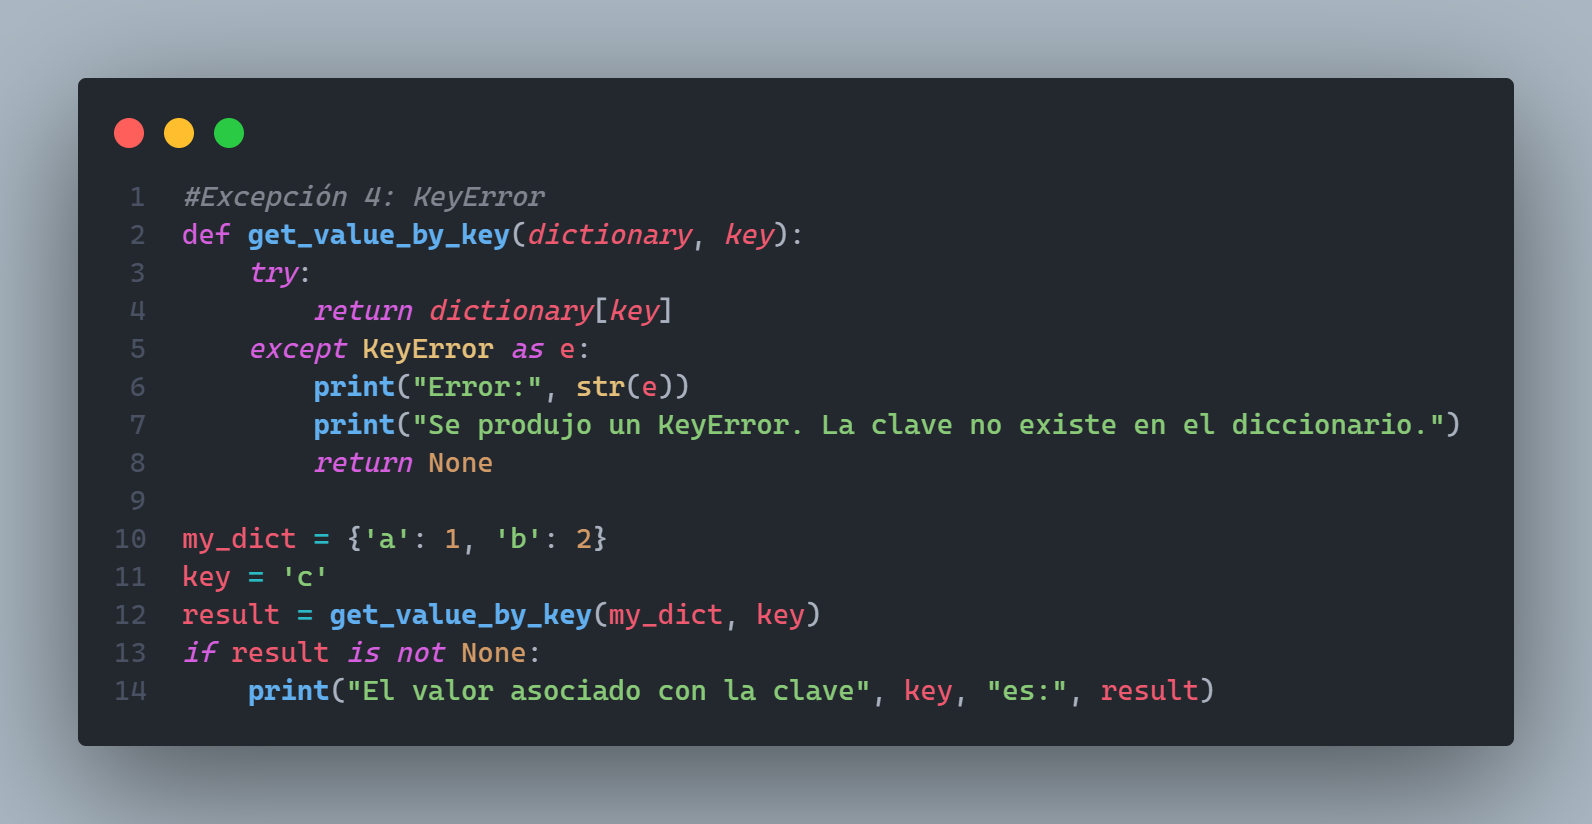 1 #Excepción 4: KeyError
2 def get_value_by_key(dictionary, key):
3     try:
4         return dictionary[key]
5     except KeyError as e:
6         print("Error:", str(e))
7         print("Se produjo un KeyError. La clave no existe en el diccionario.")
8         return None
9
10 my_dict = {'a': 1, 'b': 2}
11 key = 'c'
12 result = get_value_by_key(my_dict, key)
13 if result is not None:
14     print("El valor asociado con la clave", key, "es:", result)